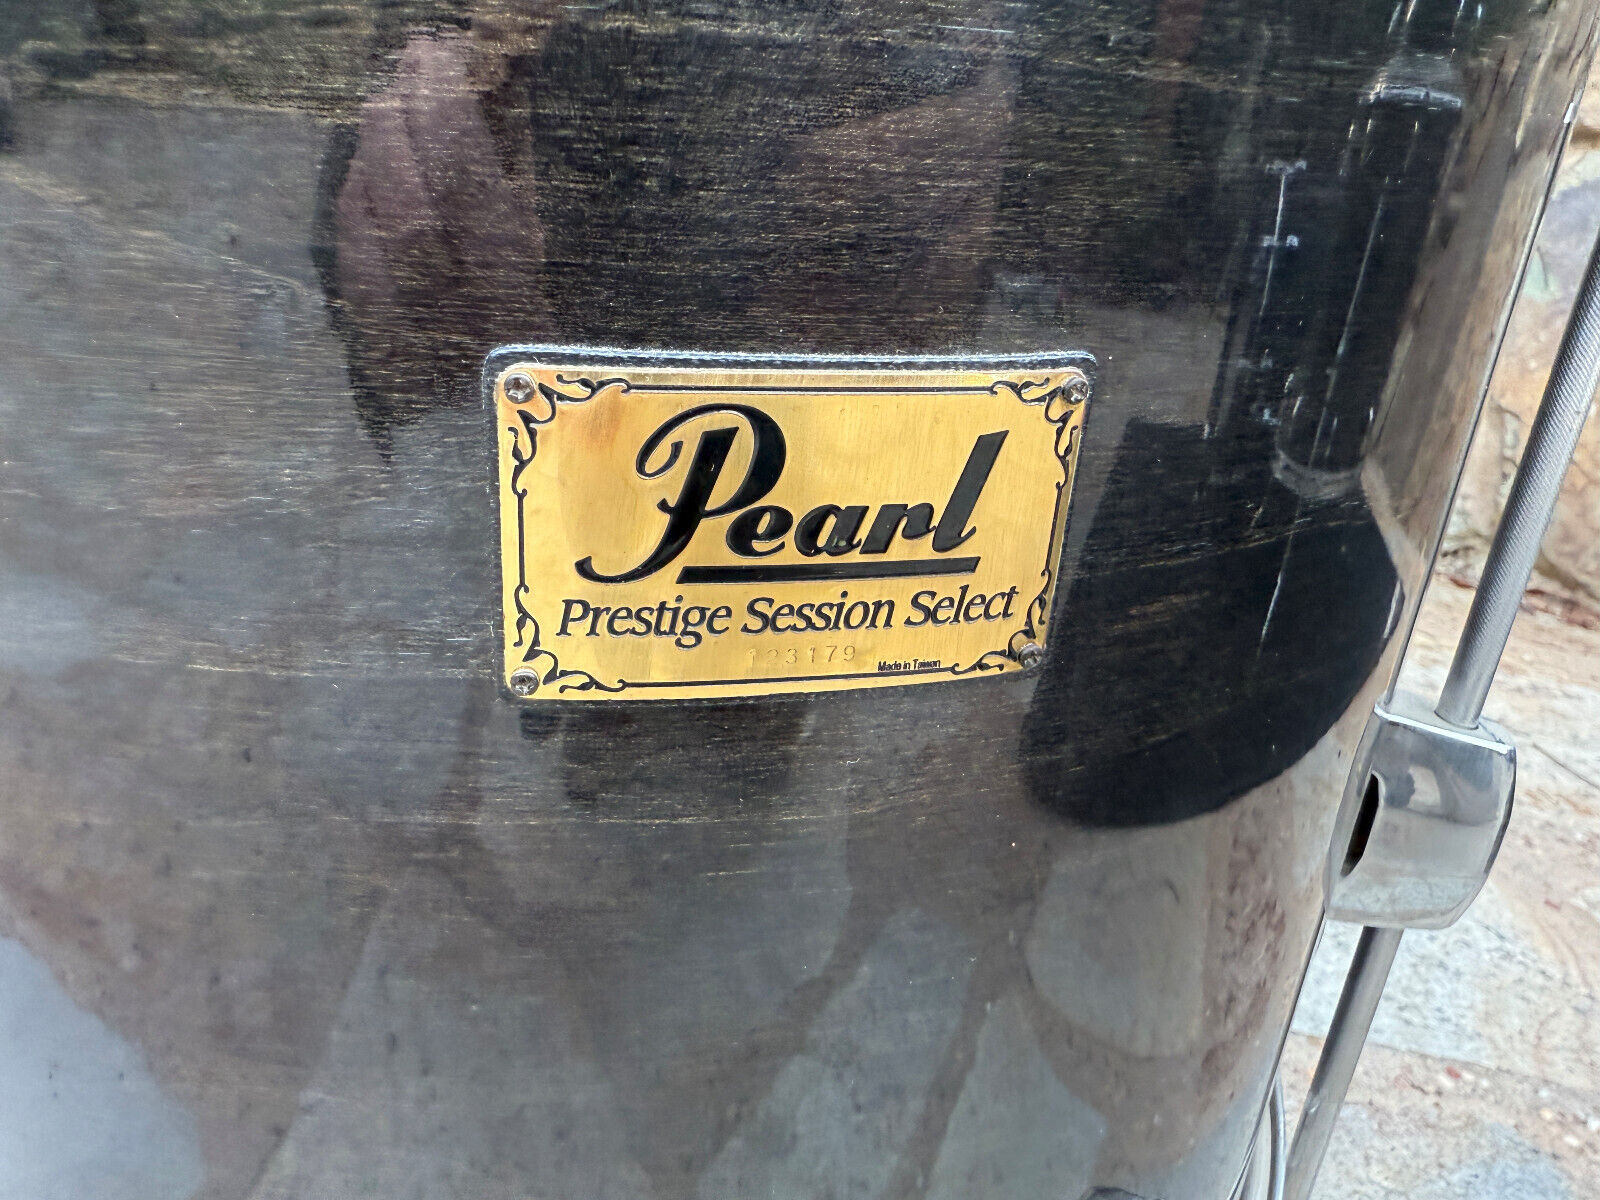 Pearl
Prestige Session Select
123179
Made in Taiwan